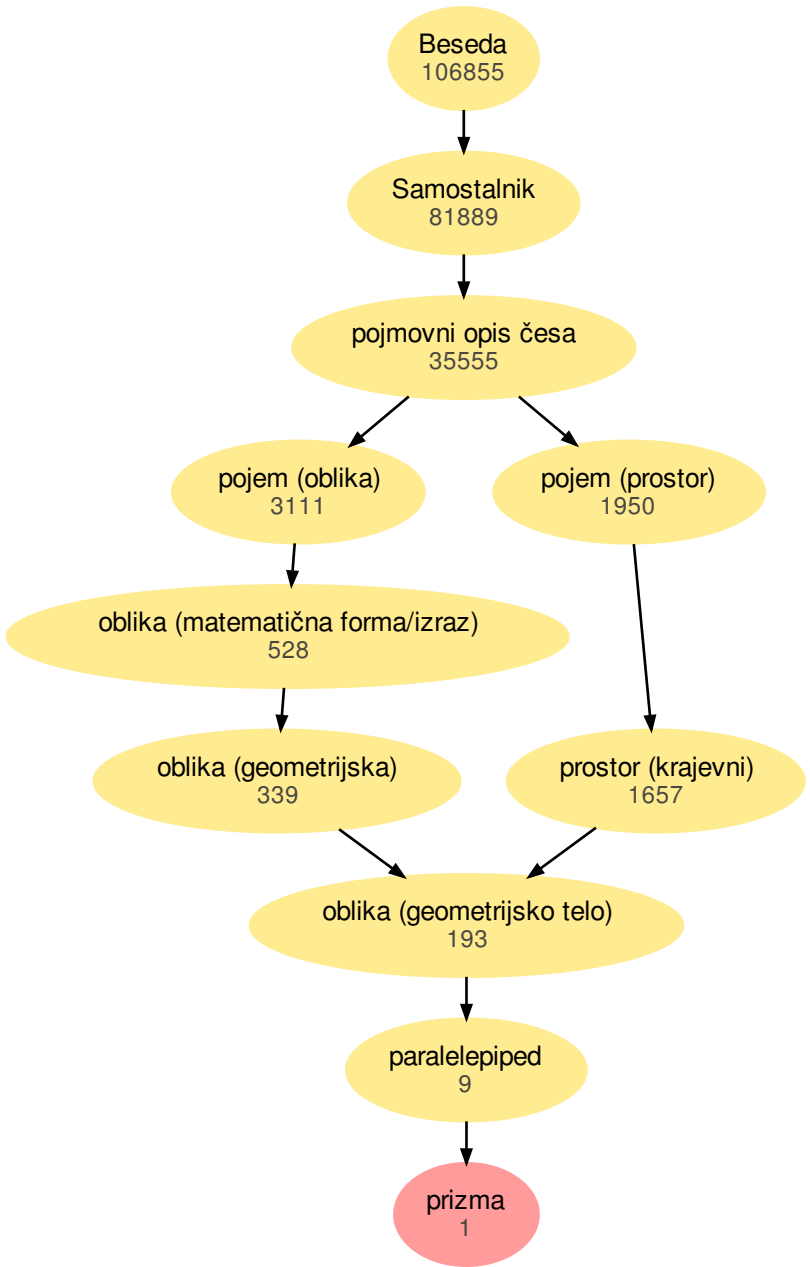 Beseda
106855
Samostalnik
81889
pojmovni opis česa
35555
pojem (oblika)
3111
pojem (prostor)
1950
oblika (matematična forma/izraz)
528
oblika (geometrijska)
339
prostor (krajevni)
1657
oblika (geometrijsko telo)
193
paralelepiped
9
prizma
1